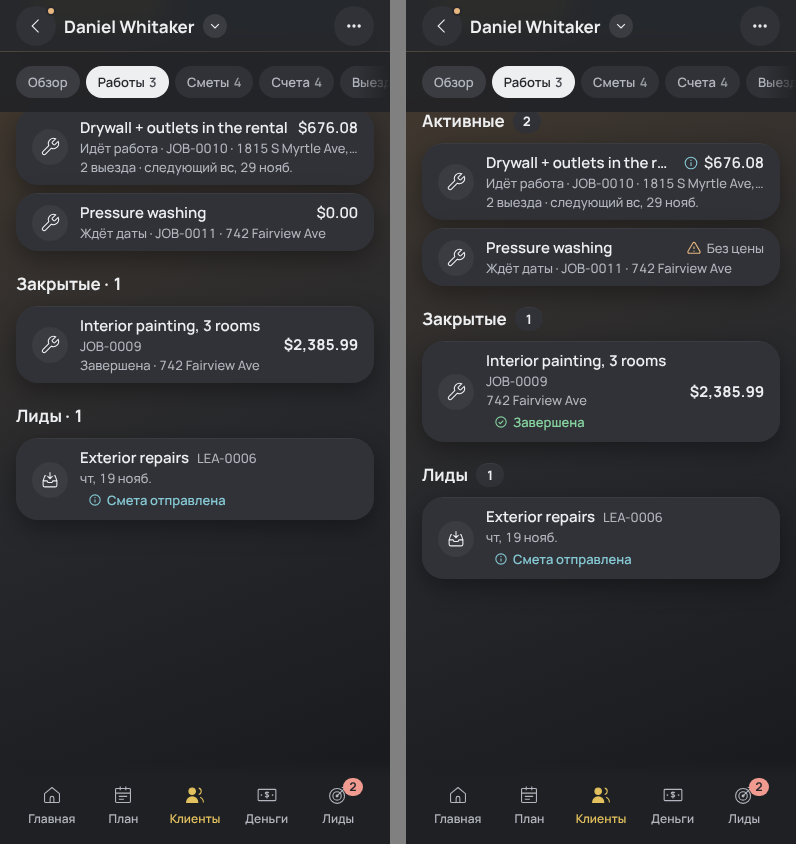 Daniel Whitaker
Обзор Работы 3 Сметы 4 Счета 4 Выезд
Drywall + outlets in the rental $676.08
Идёт работа · JOB-0010 · 1815 S Myrtle Ave,…
2 выезда · следующий вс, 29 нояб.
Pressure washing $0.00
Ждёт даты · JOB-0011 · 742 Fairview Ave
Закрытые · 1
Interior painting, 3 rooms
JOB-0009 $2,385.99
Завершена · 742 Fairview Ave
Лиды · 1
Exterior repairs LEA-0006
чт, 19 нояб.
Смета отправлена
Главная План Клиенты Деньги Лиды 2
Daniel Whitaker
Обзор Работы 3 Сметы 4 Счета 4 Выезд
Активные 2
Drywall + outlets in the r… $676.08
Идёт работа · JOB-0010 · 1815 S Myrtle Ave,…
2 выезда · следующий вс, 29 нояб.
Pressure washing Без цены
Ждёт даты · JOB-0011 · 742 Fairview Ave
Закрытые 1
Interior painting, 3 rooms
JOB-0009
742 Fairview Ave $2,385.99
Завершена
Лиды 1
Exterior repairs LEA-0006
чт, 19 нояб.
Смета отправлена
Главная План Клиенты Деньги Лиды 2